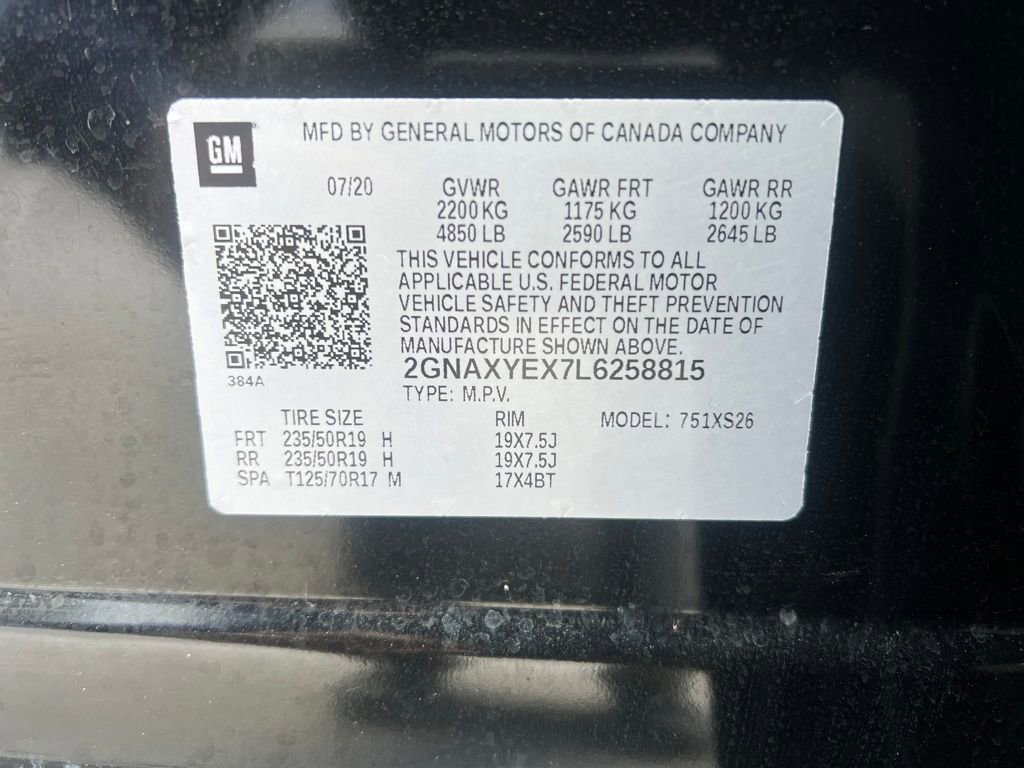 GM
MFD BY GENERAL MOTORS OF CANADA COMPANY
07/20 GVWR GAWR FRT GAWR RR
2200 KG 1175 KG 1200 KG
4850 LB 2590 LB 2645 LB
THIS VEHICLE CONFORMS TO ALL
APPLICABLE U.S. FEDERAL MOTOR
VEHICLE SAFETY AND THEFT PREVENTION
STANDARDS IN EFFECT ON THE DATE OF
MANUFACTURE SHOWN ABOVE.
2GNAXYEX7L6258815
384A
TYPE: M.P.V.
TIRE SIZE RIM MODEL: 751XS26
FRT 235/50R19 H 19X7.5J
RR 235/50R19 H 19X7.5J
SPA T125/70R17 M 17X4BT